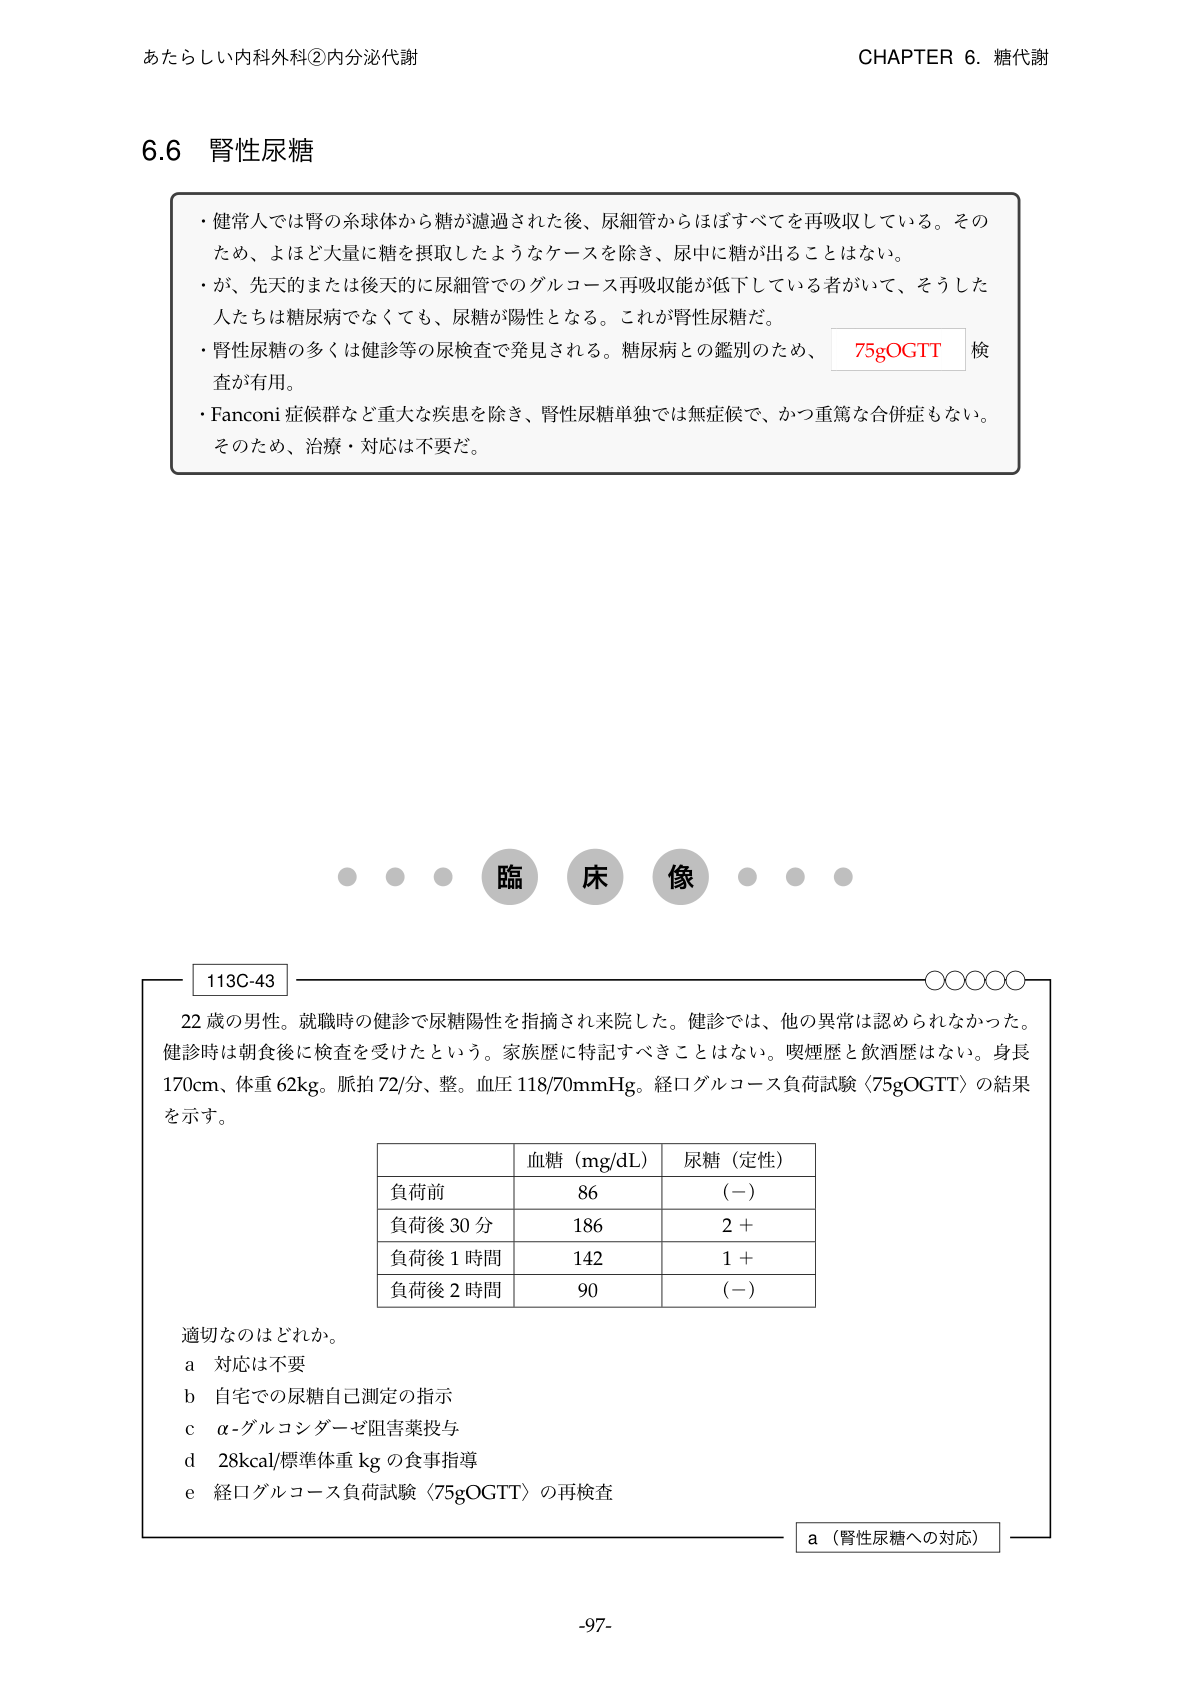 あたらしい内科外科②内分泌代謝
CHAPTER 6. 糖代謝
6.6 腎性尿糖
・健常人では腎の糸球体から糖が濾過された後、尿細管からほぼすべてを再吸収している。その
ため、よほど大量に糖を摂取したようなケースを除き、尿中に糖が出ることはない。
・が、先天的または後天的に尿細管でのグルコース再吸収能が低下している者がいて、そうした
人たちは糖尿病でなくても、尿糖が陽性となる。これが腎性尿糖だ。
・腎性尿糖の多くは健診等の尿検査で発見される。糖尿病との鑑別のため、 75gOGTT 検
査が有用。
・Fanconi 症候群など重大な疾患を除き、腎性尿糖単独では無症候で、かつ重篤な合併症もない。
そのため、治療・対応は不要だ。
臨 床 像
113C-43
○○○○○
22 歳の男性。就職時の健診で尿糖陽性を指摘され来院した。健診では、他の異常は認められなかった。
健診時は朝食後に検査を受けたという。家族歴に特記すべきことはない。喫煙歴と飲酒歴はない。身長
170cm、体重 62kg。脈拍 72/分、整。血圧 118/70mmHg。経口グルコース負荷試験〈75gOGTT〉の結果
を示す。
血糖（mg/dL） 尿糖（定性）
負荷前 86 （－）
負荷後 30 分 186 2 ＋
負荷後 1 時間 142 1 ＋
負荷後 2 時間 90 （－）
適切なのはどれか。
a 対応は不要
b 自宅での尿糖自己測定の指示
c α-グルコシダーゼ阻害薬投与
d 28kcal/標準体重 kg の食事指導
e 経口グルコース負荷試験〈75gOGTT〉の再検査
a （腎性尿糖への対応）
-97-